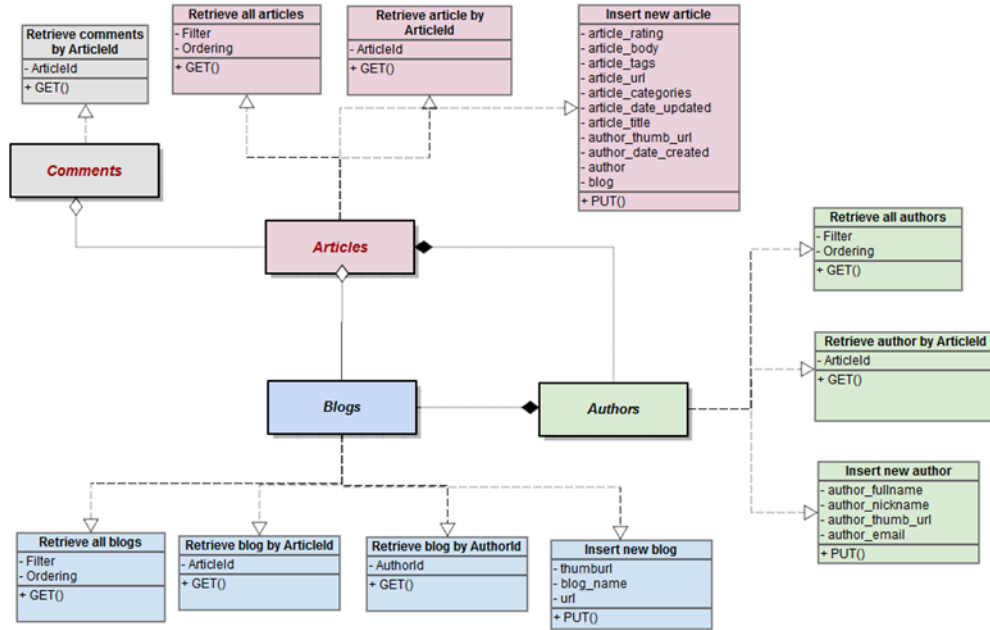 Retrieve comments
by ArticleId
- ArticleId
+ GET()
Retrieve all articles
- Filter
- Ordering
+ GET()
Retrieve article by
ArticleId
- ArticleId
+ GET()
Insert new article
- article_rating
- article_body
- article_tags
- article_url
- article_categories
- article_date_updated
- article_title
- author_thumb_url
- author_date_created
- author
- blog
+ PUT()
Comments
Articles
Retrieve all authors
- Filter
- Ordering
+ GET()
Retrieve author by ArticleId
- ArticleId
+ GET()
Blogs
Authors
Insert new author
- author_fullname
- author_nickname
- author_thumb_url
- author_email
+ PUT()
Retrieve all blogs
- Filter
- Ordering
+ GET()
Retrieve blog by ArticleId
- ArticleId
+ GET()
Retrieve blog by AuthorId
- AuthorId
+ GET()
Insert new blog
- thumburl
- blog_name
- url
+ PUT()